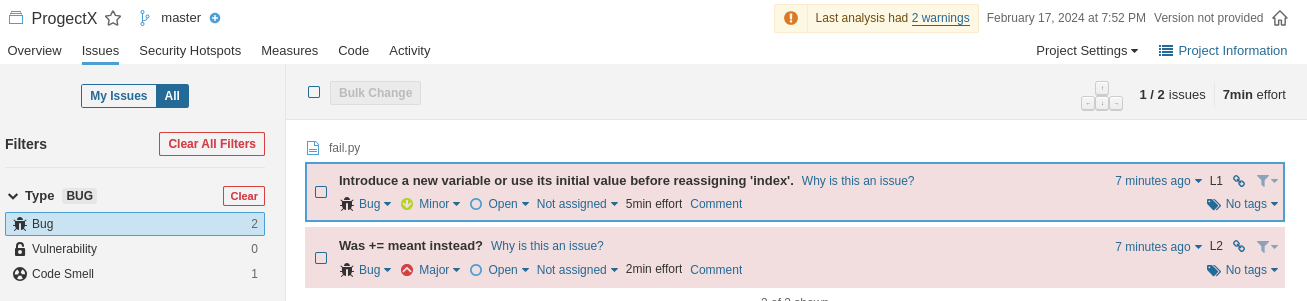 ProgectX master Last analysis had 2 warnings February 17, 2024 at 7:52 PM Version not provided
Overview Issues Security Hotspots Measures Code Activity Project Settings Project Information
My Issues All
Bulk Change 1 / 2 issues 7min effort
Filters Clear All Filters
fail.py
Type BUG Clear
Bug 2
Vulnerability 0
Code Smell 1
Introduce a new variable or use its initial value before reassigning 'index'. Why is this an issue? 7 minutes ago L1
Bug Minor Open Not assigned 5min effort Comment No tags
Was += meant instead? Why is this an issue? 7 minutes ago L2
Bug Major Open Not assigned 2min effort Comment No tags